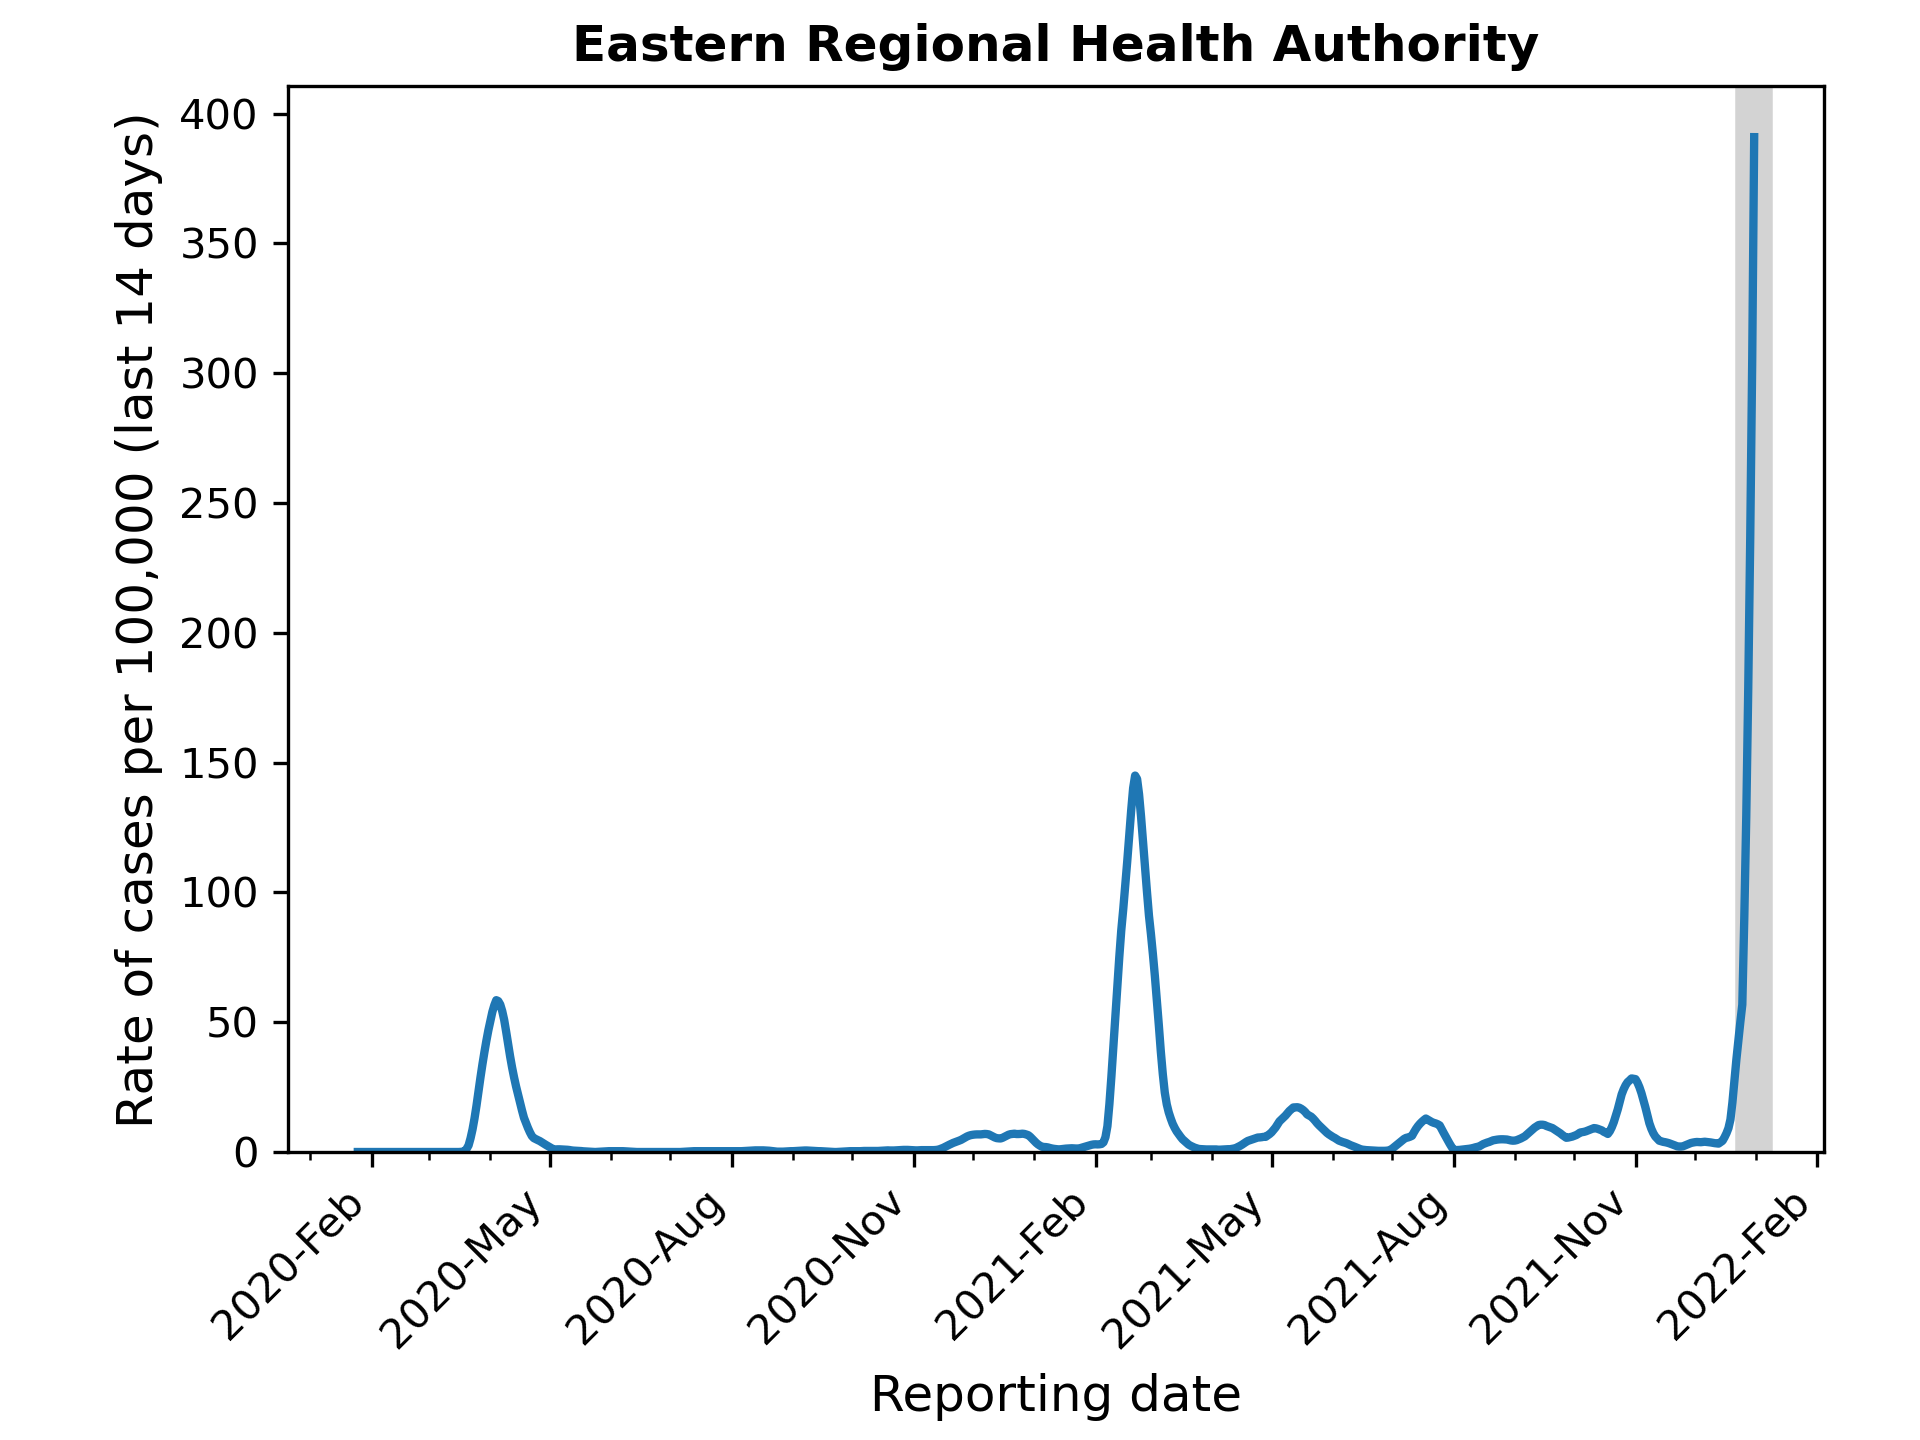 Eastern Regional Health Authority
Rate of cases per 100,000 (last 14 days)
400
350
300
250
200
150
100
50
0
2020-Feb
2020-May
2020-Aug
2020-Nov
2021-Feb
2021-May
2021-Aug
2021-Nov
2022-Feb
Reporting date